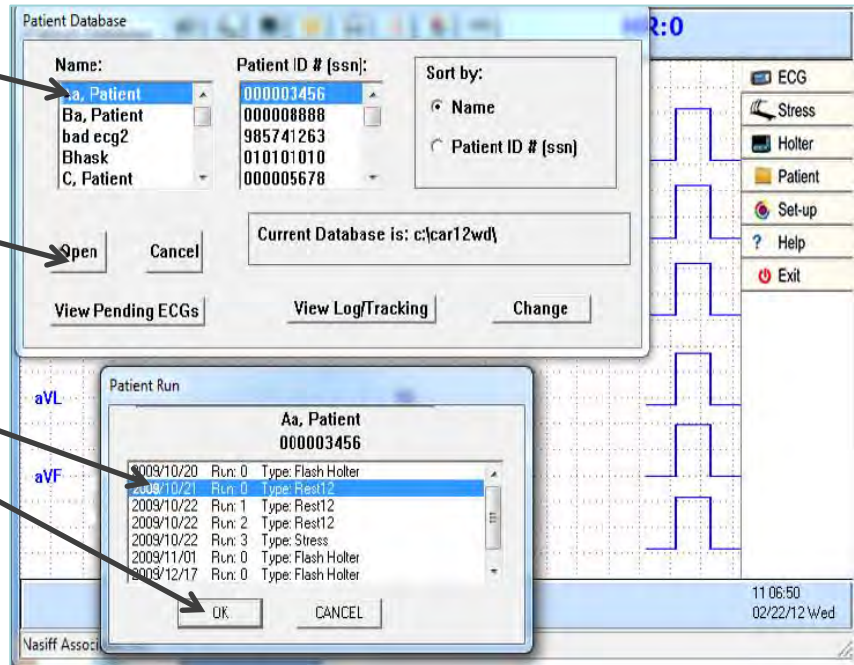 Patient Database
HR:0
Name:
Patient ID # (ssn):
Sort by:
Aa, Patient
Ba, Patient
bad ecg2
Bhask
C, Patient
000003456
000008888
985741263
010101010
000005678
Name
Patient ID # (ssn)
Open
Cancel
Current Database is: c:\car12wd\
View Pending ECGs
View Log/Tracking
Change
ECG
Stress
Holter
Patient
Set-up
? Help
Exit
aVL
aVF
Patient Run
Aa, Patient
000003456
2009/10/20 Run: 0 Type: Flash Holter
2009/10/21 Run: 0 Type: Rest12
2009/10/22 Run: 1 Type: Rest12
2009/10/22 Run: 2 Type: Rest12
2009/10/22 Run: 3 Type: Stress
2009/11/01 Run: 0 Type: Flash Holter
2009/12/17 Run: 0 Type: Flash Holter
OK
CANCEL
11:06:50
02/22/12 Wed
Nasiff Associ